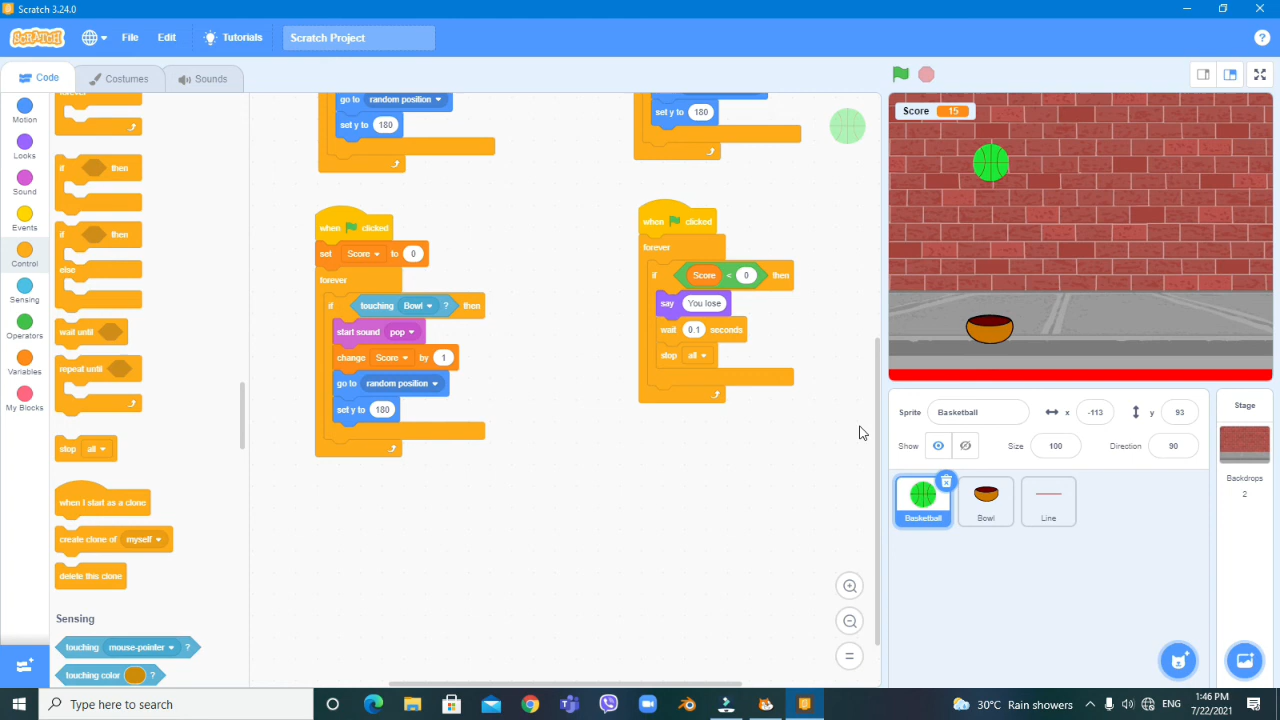 Scratch 3.24.0
SCRATCH
File
Edit
Tutorials
Scratch Project
?
Code
Costumes
Sounds
Motion
Looks
Sound
Events
Control
Sensing
Operators
Variables
My Blocks
forever
if then
if then
else
wait until
repeat until
stop all
when I start as a clone
create clone of myself
delete this clone
Sensing
touching mouse-pointer ?
touching color ?
go to random position
set y to 180
when clicked
set Score to 0
forever
if touching Bowl ? then
start sound pop
change Score by 1
go to random position
set y to 180
set y to 180
when clicked
forever
if Score < 0 then
say You lose
wait 0.1 seconds
stop all
Score 15
Sprite Basketball x -113 y 93
Show Size 100 Direction 90
Basketball
Bowl
Line
Stage
Backdrops
2
Type here to search
30°C Rain showers
ENG
1:46 PM
7/22/2021